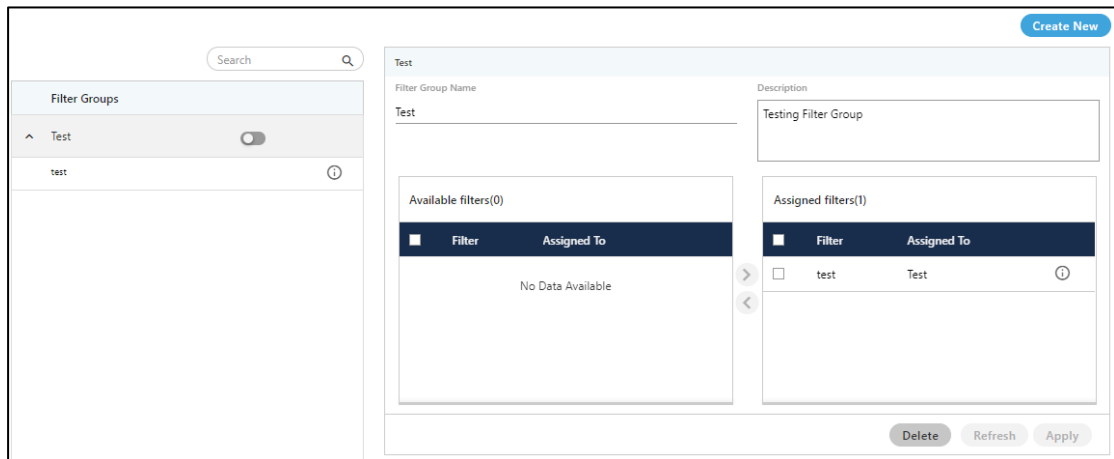 Create New
Search
Filter Groups
Test
test
Test
Filter Group Name
Test
Description
Testing Filter Group
Available filters(0)
Filter Assigned To
No Data Available
Assigned filters(1)
Filter Assigned To
test Test
Delete Refresh Apply